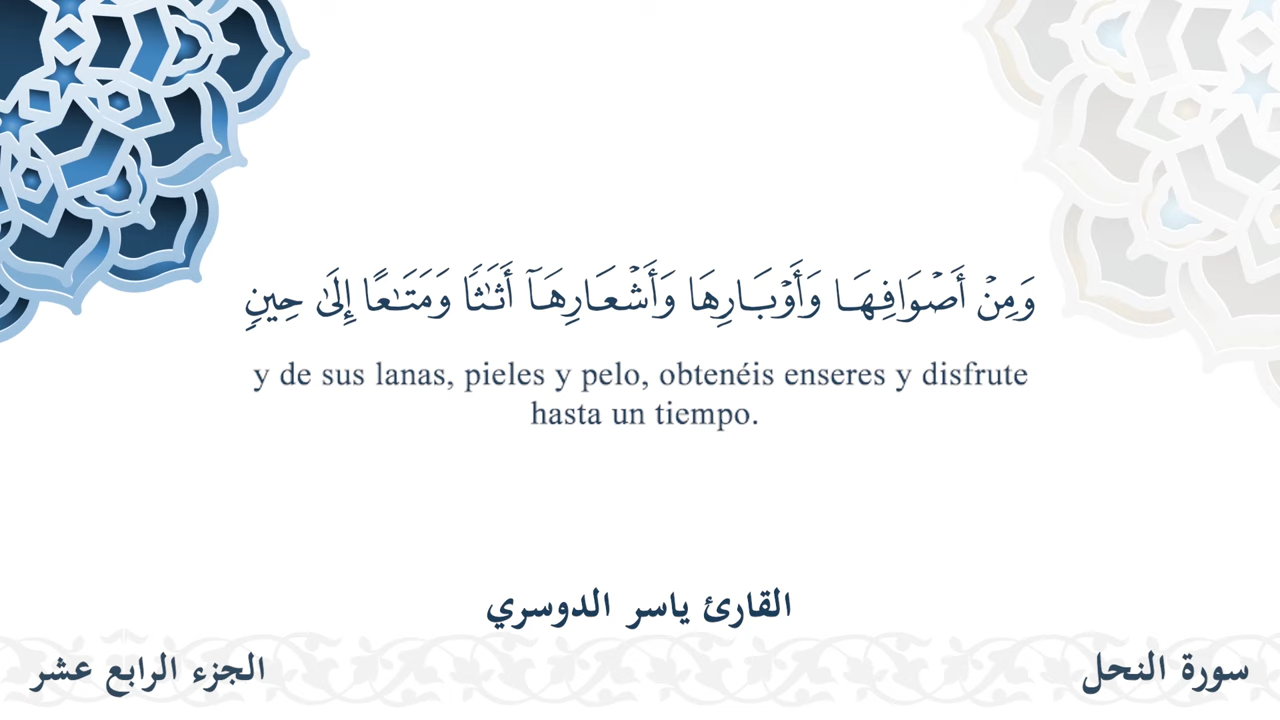 وَمِنْ أَصْوَافِهَا وَأَوْبَارِهَا وَأَشْعَارِهَآ أَثَـٰثًا وَمَتَـٰعًا إِلَىٰ حِينٍ
y de sus lanas, pieles y pelo, obtenéis enseres y disfrute
hasta un tiempo.
القارئ ياسر الدوسري
سورة النحل
الجزء الرابع عشر